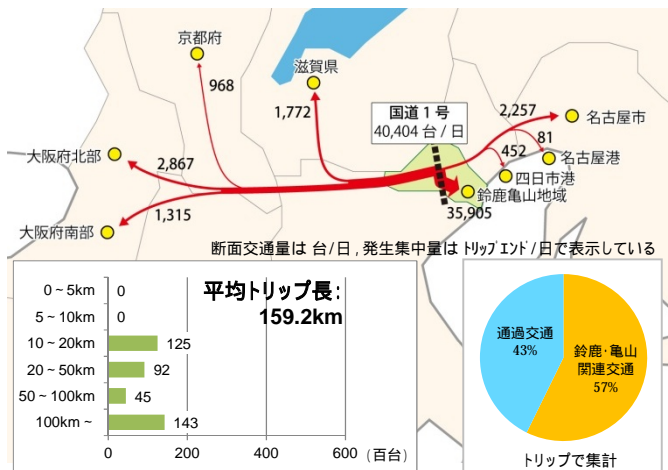 京都府
968
滋賀県
1,772
国道1号
40,404 台/日
2,257
名古屋市
81
452
名古屋港
四日市港
鈴鹿亀山地域
35,905
大阪府北部
2,867
大阪府南部
1,315
断面交通量は 台/日,発生集中量は トリップエンド/日で表示している
平均トリップ長:
159.2km
0~5km 0
5~10km 0
10~20km 125
20~50km 92
50~100km 45
100km~ 143
0 200 400 600 (百台)
通過交通
43%
鈴鹿・亀山
関連交通
57%
トリップで集計